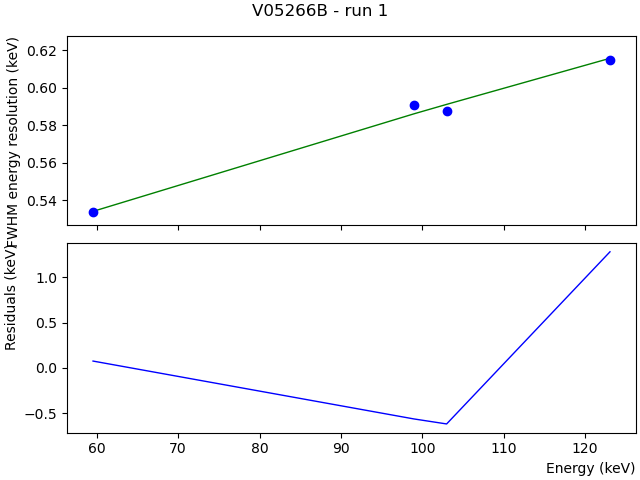 V05266B - run 1
FWHM energy resolution (keV)
0.62
0.60
0.58
0.56
0.54
Residuals (keV)
1.0
0.5
0.0
−0.5
60 70 80 90 100 110 120
Energy (keV)